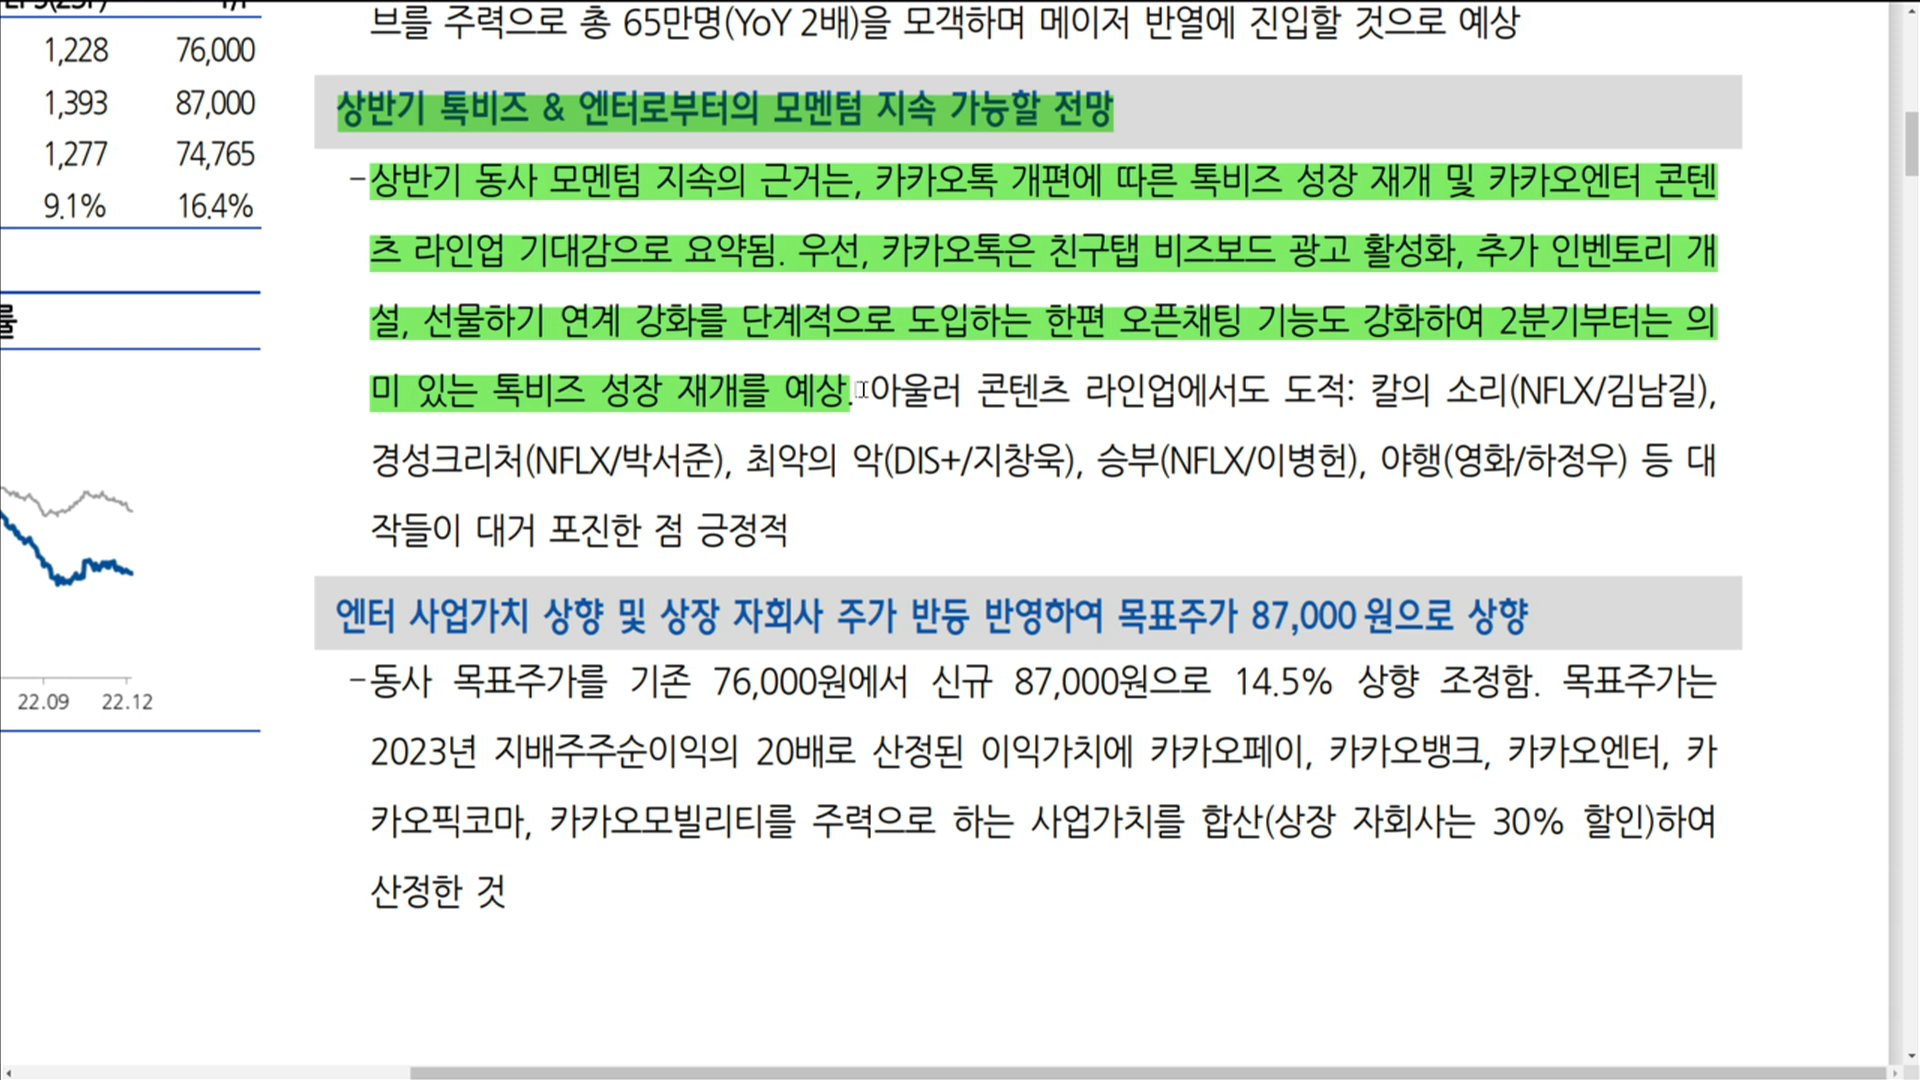 브를 주력으로 총 65만명(YoY 2배)을 모객하며 메이저 반열에 진입할 것으로 예상
1,228 76,000
1,393 87,000
1,277 74,765
9.1% 16.4%
률
22.09 22.12
상반기 톡비즈 & 엔터로부터의 모멘텀 지속 가능할 전망
–상반기 동사 모멘텀 지속의 근거는, 카카오톡 개편에 따른 톡비즈 성장 재개 및 카카오엔터 콘텐
츠 라인업 기대감으로 요약됨. 우선, 카카오톡은 친구탭 비즈보드 광고 활성화, 추가 인벤토리 개
설, 선물하기 연계 강화를 단계적으로 도입하는 한편 오픈채팅 기능도 강화하여 2분기부터는 의
미 있는 톡비즈 성장 재개를 예상. 아울러 콘텐츠 라인업에서도 도적: 칼의 소리(NFLX/김남길),
경성크리처(NFLX/박서준), 최악의 악(DIS+/지창욱), 승부(NFLX/이병헌), 야행(영화/하정우) 등 대
작들이 대거 포진한 점 긍정적
엔터 사업가치 상향 및 상장 자회사 주가 반등 반영하여 목표주가 87,000원으로 상향
–동사 목표주가를 기존 76,000원에서 신규 87,000원으로 14.5% 상향 조정함. 목표주가는
2023년 지배주주순이익의 20배로 산정된 이익가치에 카카오페이, 카카오뱅크, 카카오엔터, 카
카오픽코마, 카카오모빌리티를 주력으로 하는 사업가치를 합산(상장 자회사는 30% 할인)하여
산정한 것